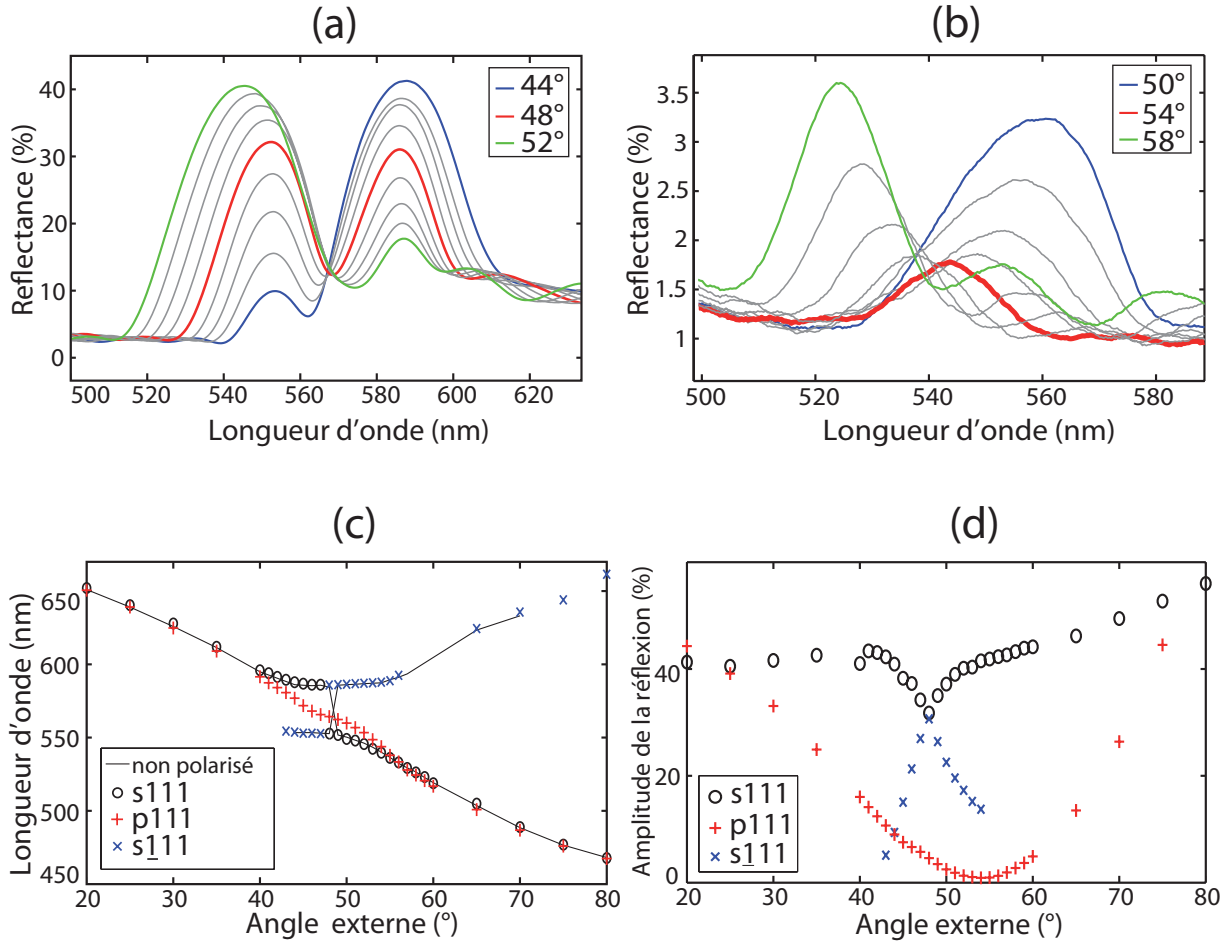 (a)
Reflectance (%)
40
30
20
10
0
44°
48°
52°
500 520 540 560 580 600 620
Longueur d'onde (nm)
(b)
Reflectance (%)
3.5
3
2.5
2
1.5
1
50°
54°
58°
500 520 540 560 580
Longueur d'onde (nm)
(c)
Longueur d'onde (nm)
650
600
550
500
450
non polarisé
s111
p111
s111
20 30 40 50 60 70 80
Angle externe (°)
(d)
Amplitude de la réflexion (%)
40
20
16
0
s111
p111
s111
20 30 40 50 60 70 80
Angle externe (°)